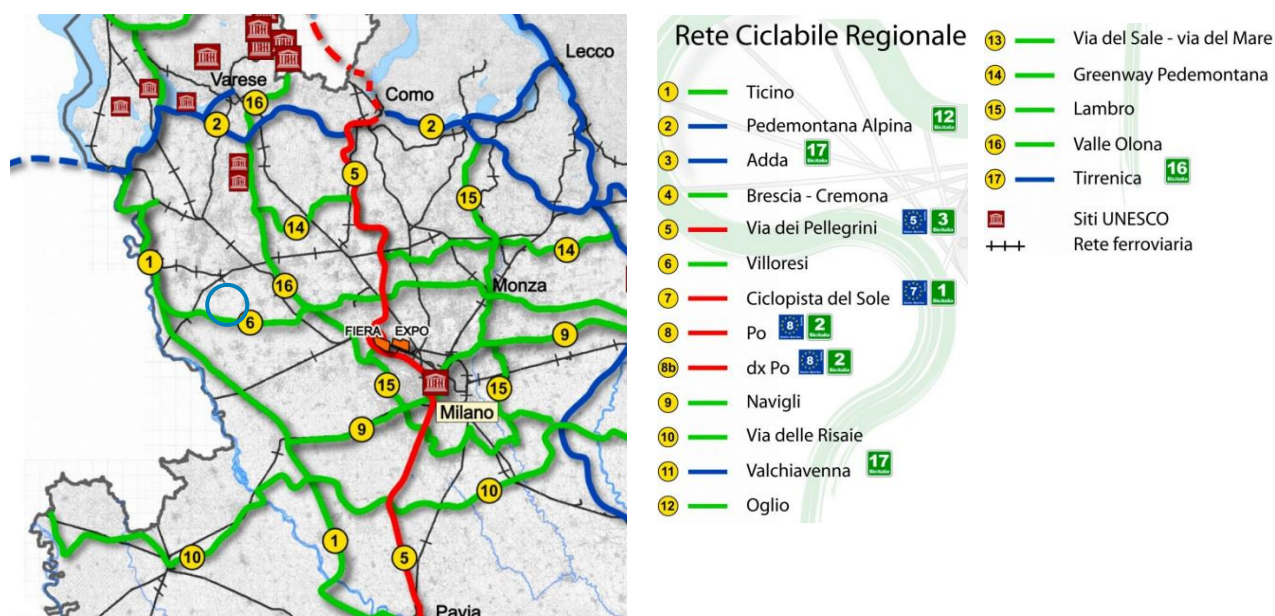 Lecco
Varese
16
Como
2
2
5
15
14
14
1
16
Monza
6
FIERA
EXPO
9
15
15
Milano
9
10
1
10
5
Pavia
Rete Ciclabile Regionale
1 Ticino
2 Pedemontana Alpina 12
3 Adda 17
4 Brescia - Cremona
5 Via dei Pellegrini 5 3
6 Villoresi
7 Ciclopista del Sole 7 1
8 Po 8 2
8b dx Po 8 2
9 Navigli
10 Via delle Risaie
11 Valchiavenna 17
12 Oglio
13 Via del Sale - via del Mare
14 Greenway Pedemontana
15 Lambro
16 Valle Olona
17 Tirrenica 16
Siti UNESCO
Rete ferroviaria